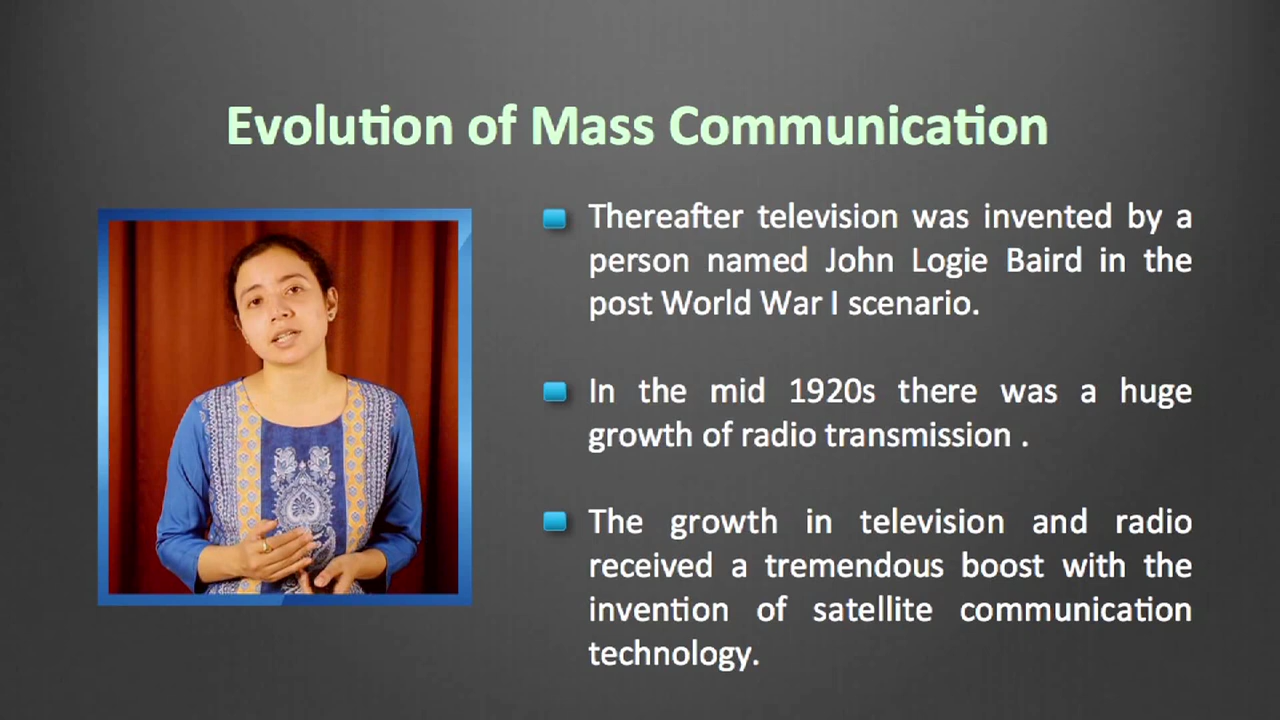 Evolution of Mass Communication
Thereafter television was invented by a
person named John Logie Baird in the
post World War I scenario.
In the mid 1920s there was a huge
growth of radio transmission .
The growth in television and radio
received a tremendous boost with the
invention of satellite communication
technology.